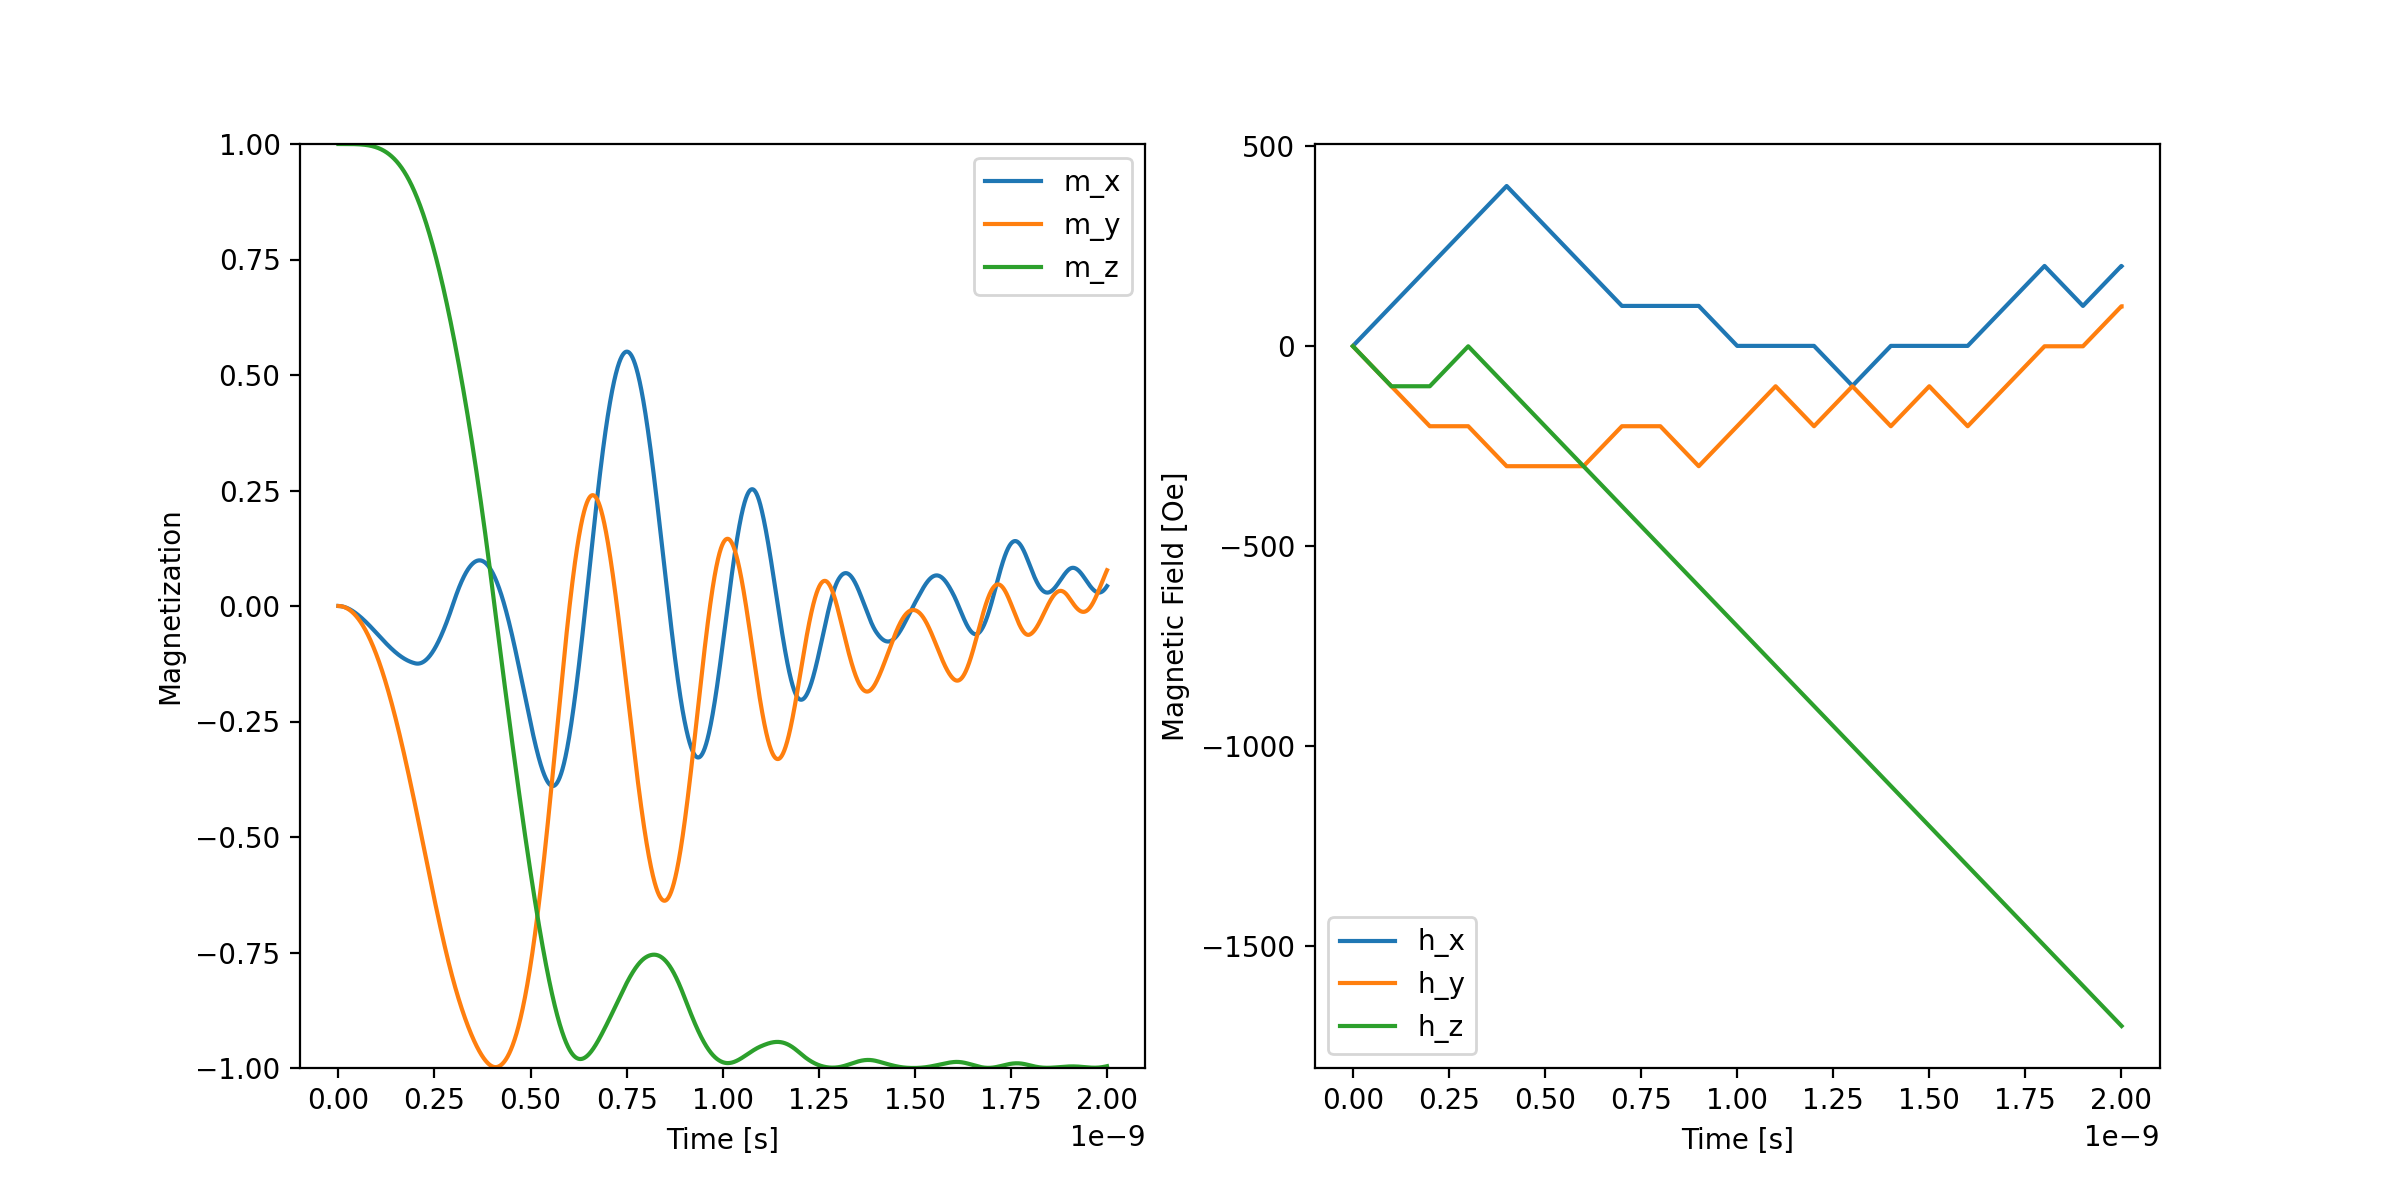 Magnetization
1.00
0.75
0.50
0.25
0.00
−0.25
−0.50
−0.75
−1.00
m_x
m_y
m_z
0.00 0.25 0.50 0.75 1.00 1.25 1.50 1.75 2.00
Time [s]
1e−9
Magnetic Field [Oe]
500
0
−500
−1000
−1500
h_x
h_y
h_z
0.00 0.25 0.50 0.75 1.00 1.25 1.50 1.75 2.00
Time [s]
1e−9